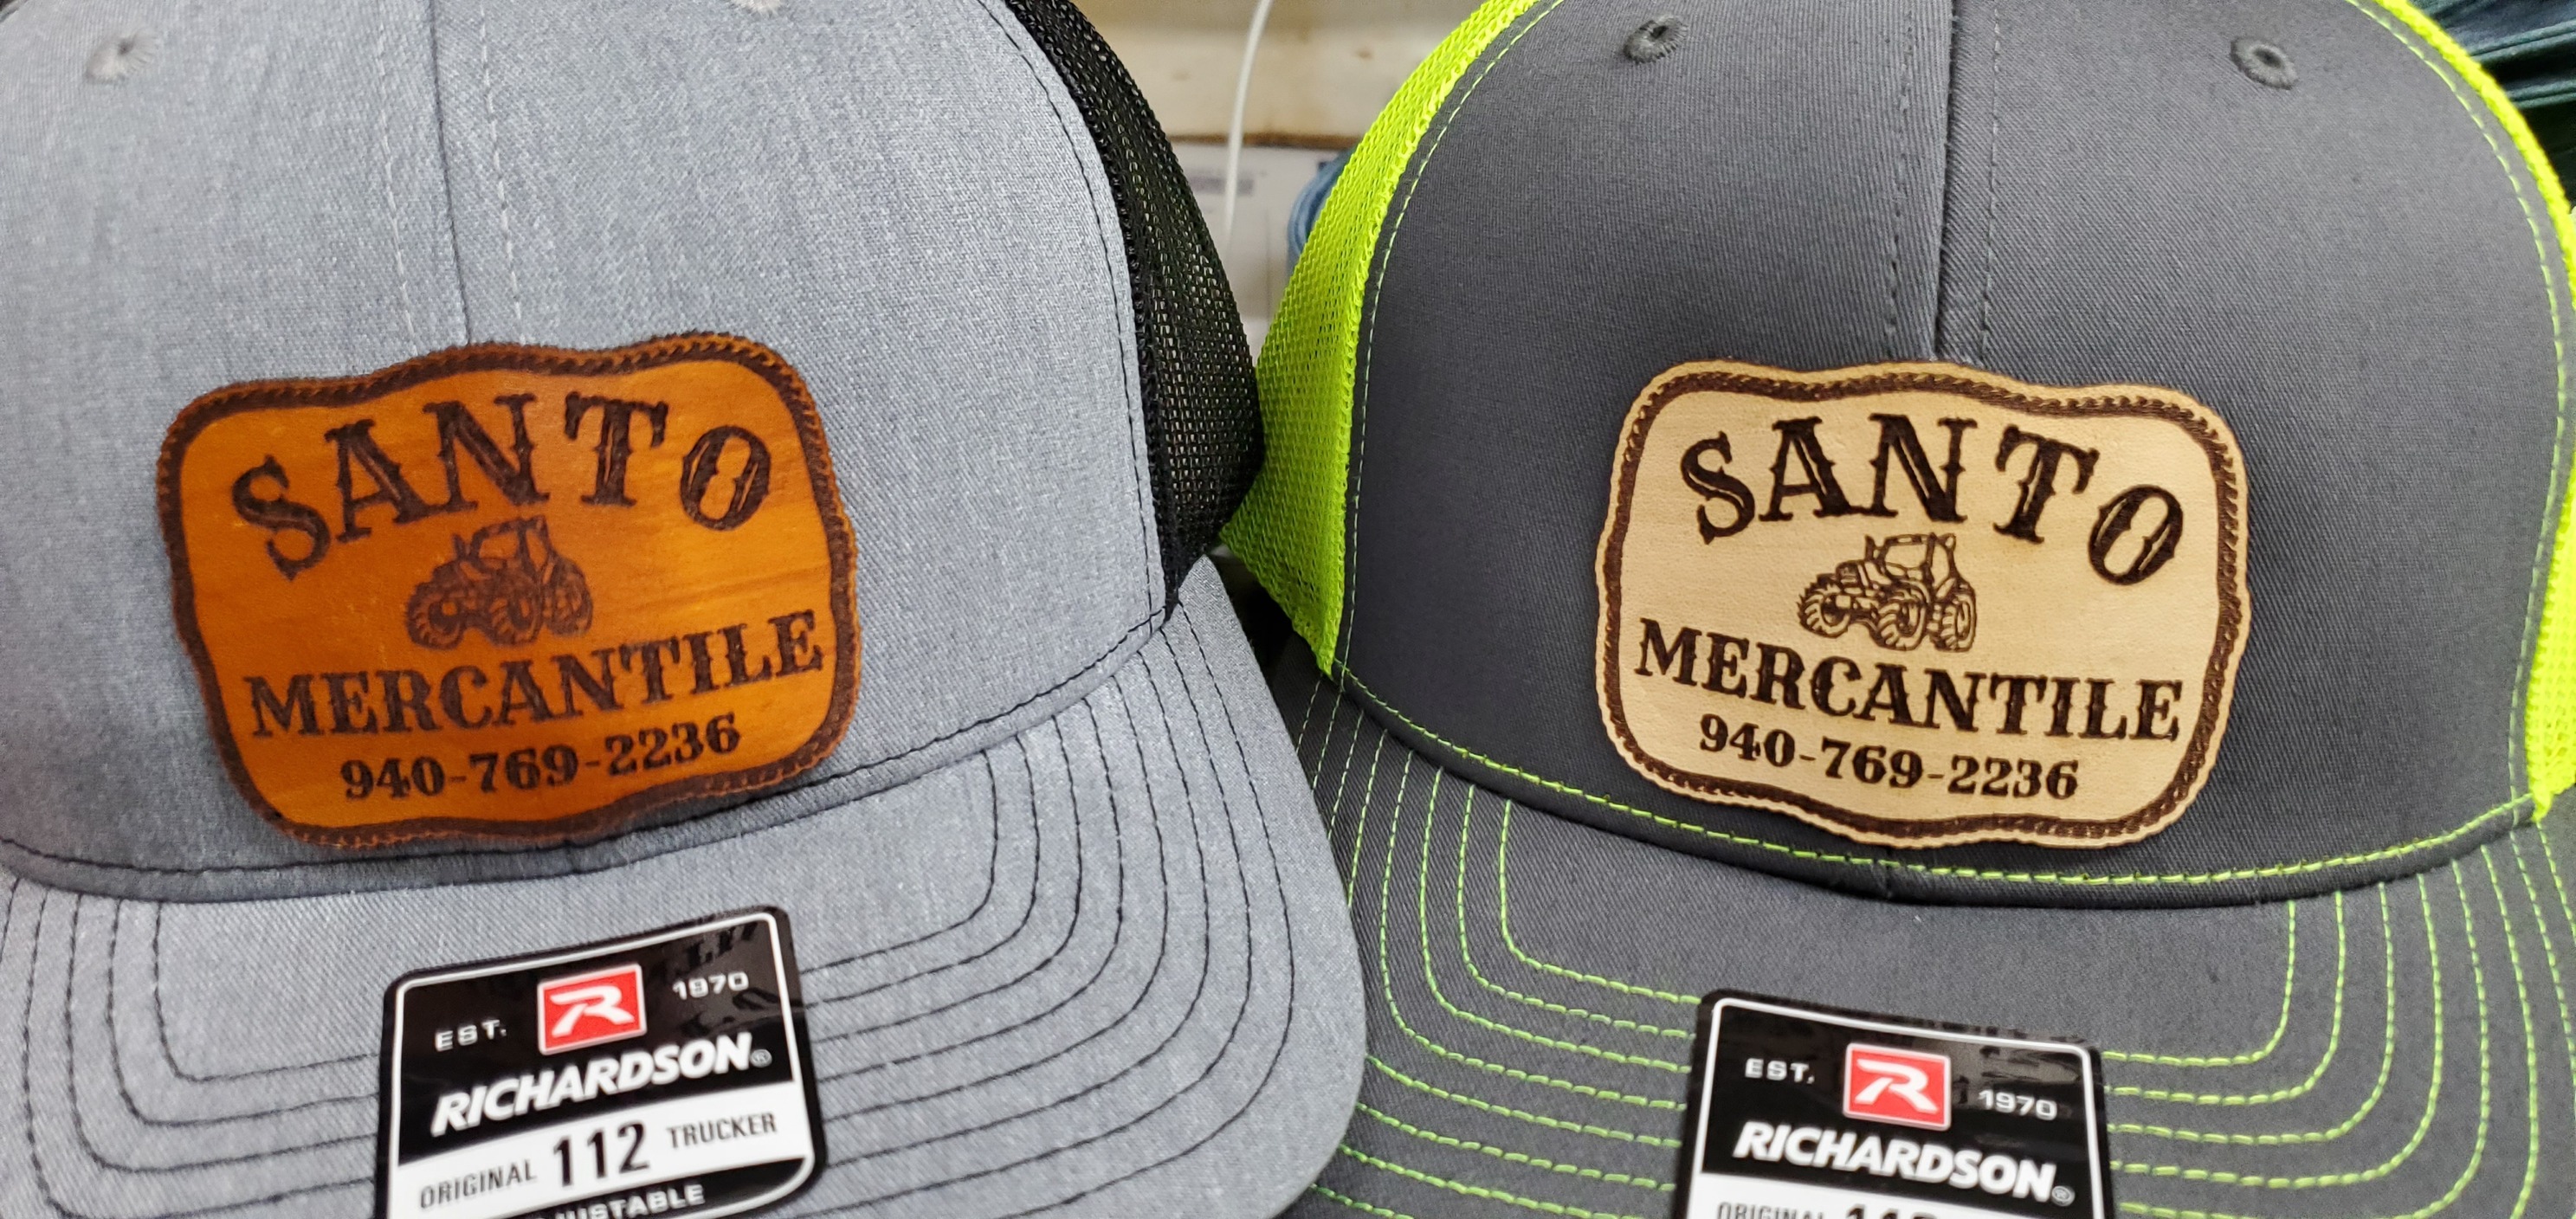 SANTO
MERCANTILE
940-769-2236
EST. R 1970
RICHARDSON®
ORIGINAL 112 TRUCKER
SANTO
MERCANTILE
940-769-2236
EST. R 1970
RICHARDSON®
ORIGINAL